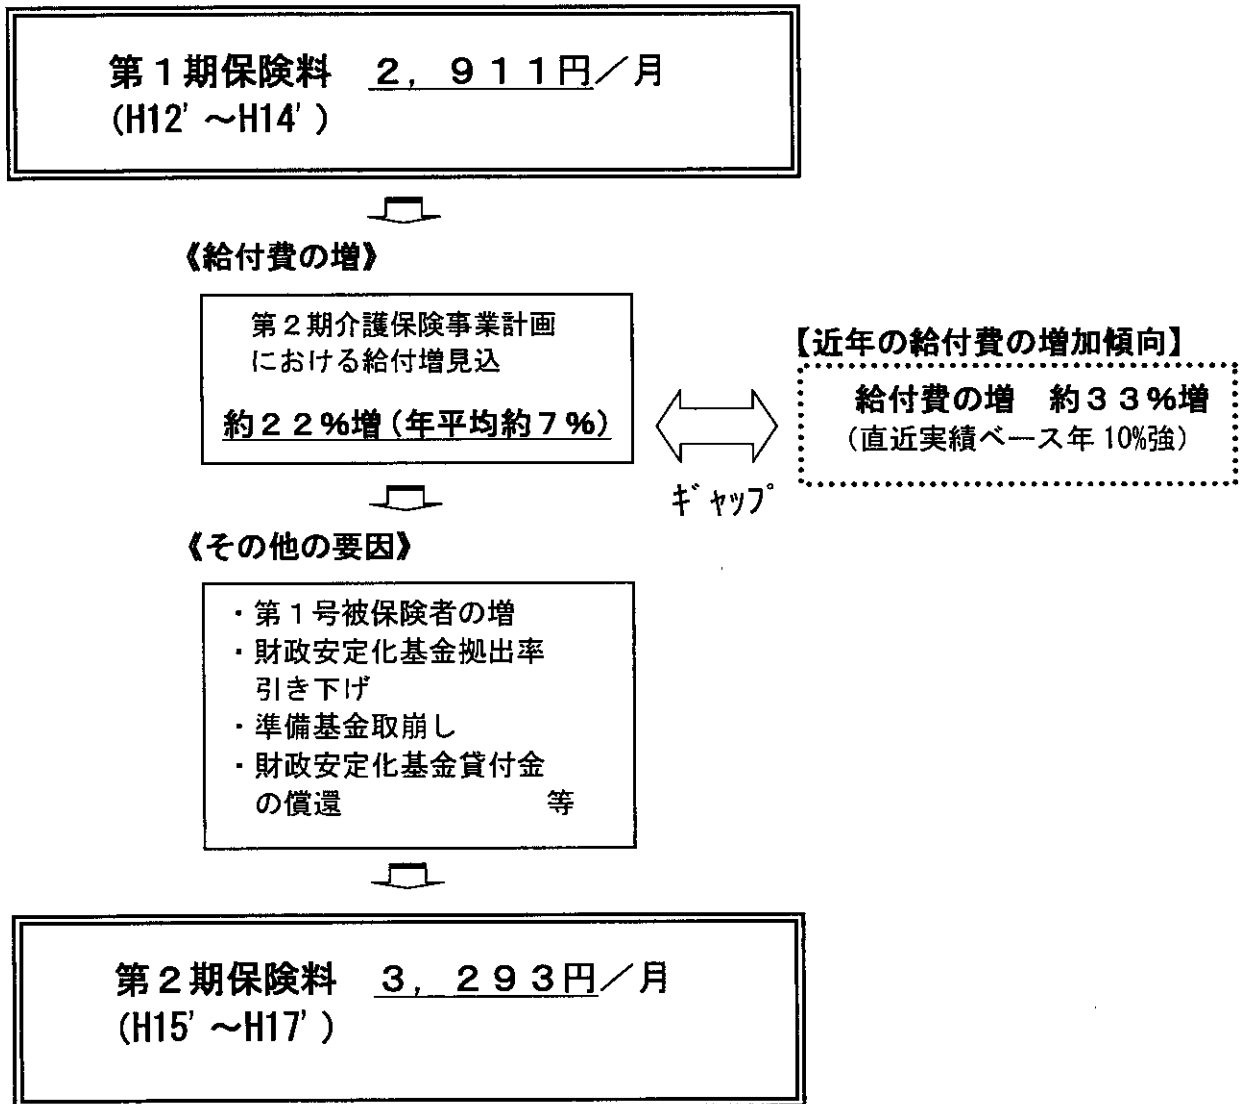 第1期保険料　2，911円／月
(H12'～H14')
《給付費の増》
第2期介護保険事業計画
における給付増見込
約22%増(年平均約7%)
【近年の給付費の増加傾向】
給付費の増　約33%増
(直近実績ベース年10%強)
ｷﾞｬｯﾌﾟ
《その他の要因》
・第1号被保険者の増
・財政安定化基金拠出率
引き下げ
・準備基金取崩し
・財政安定化基金貸付金
の償還　等
第2期保険料　3，293円／月
(H15'～H17')